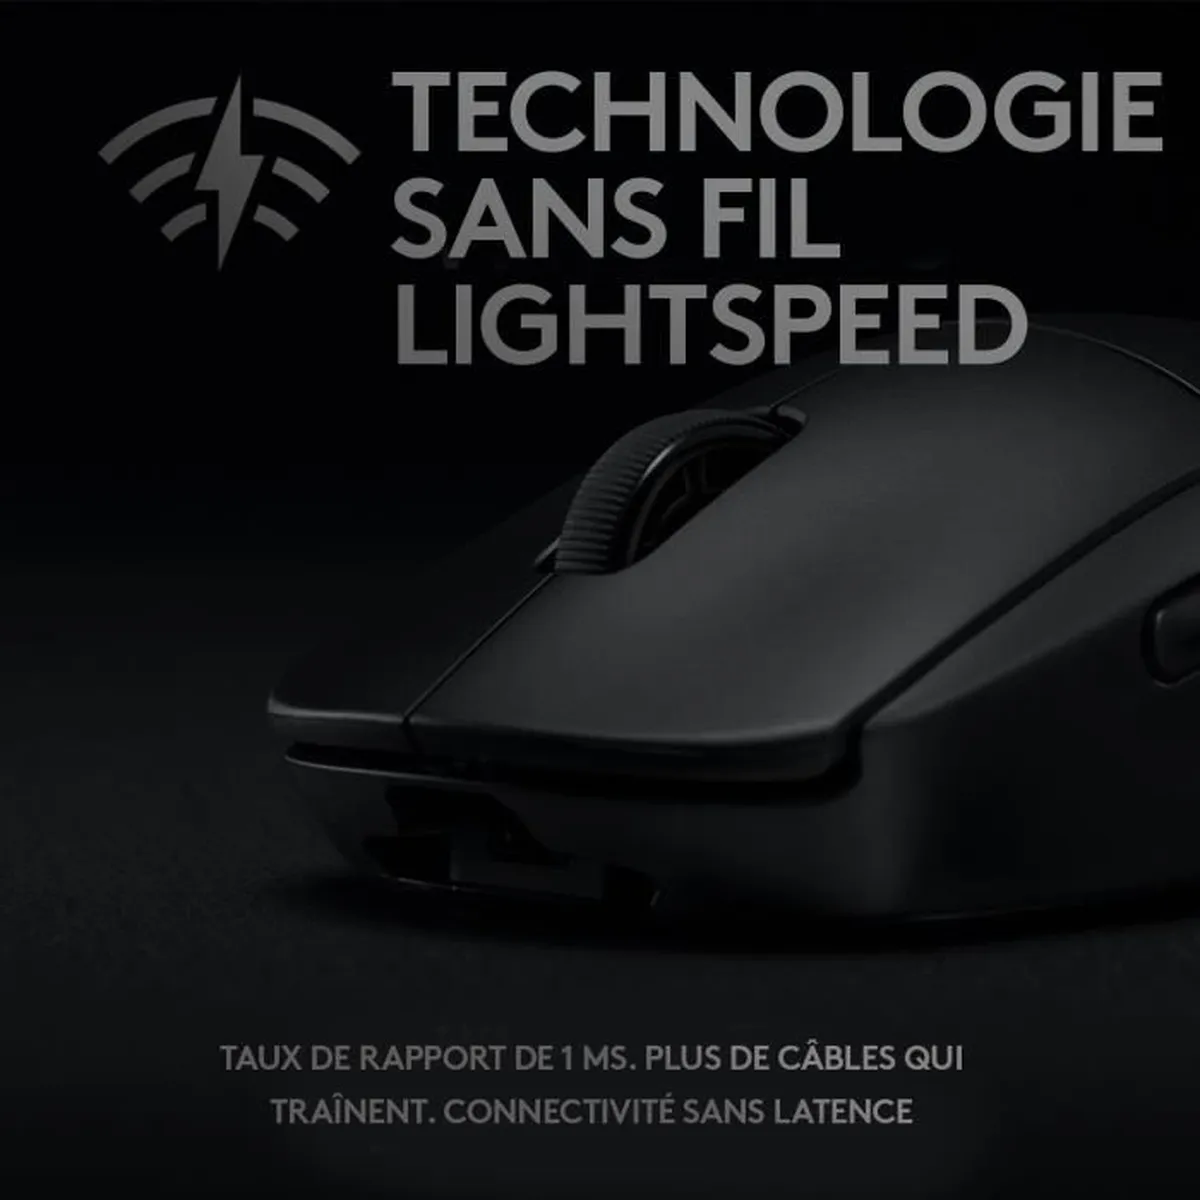 TECHNOLOGIE
SANS FIL
LIGHTSPEED
TAUX DE RAPPORT DE 1 MS. PLUS DE CÂBLES QUI
TRAÎNENT. CONNECTIVITÉ SANS LATENCE